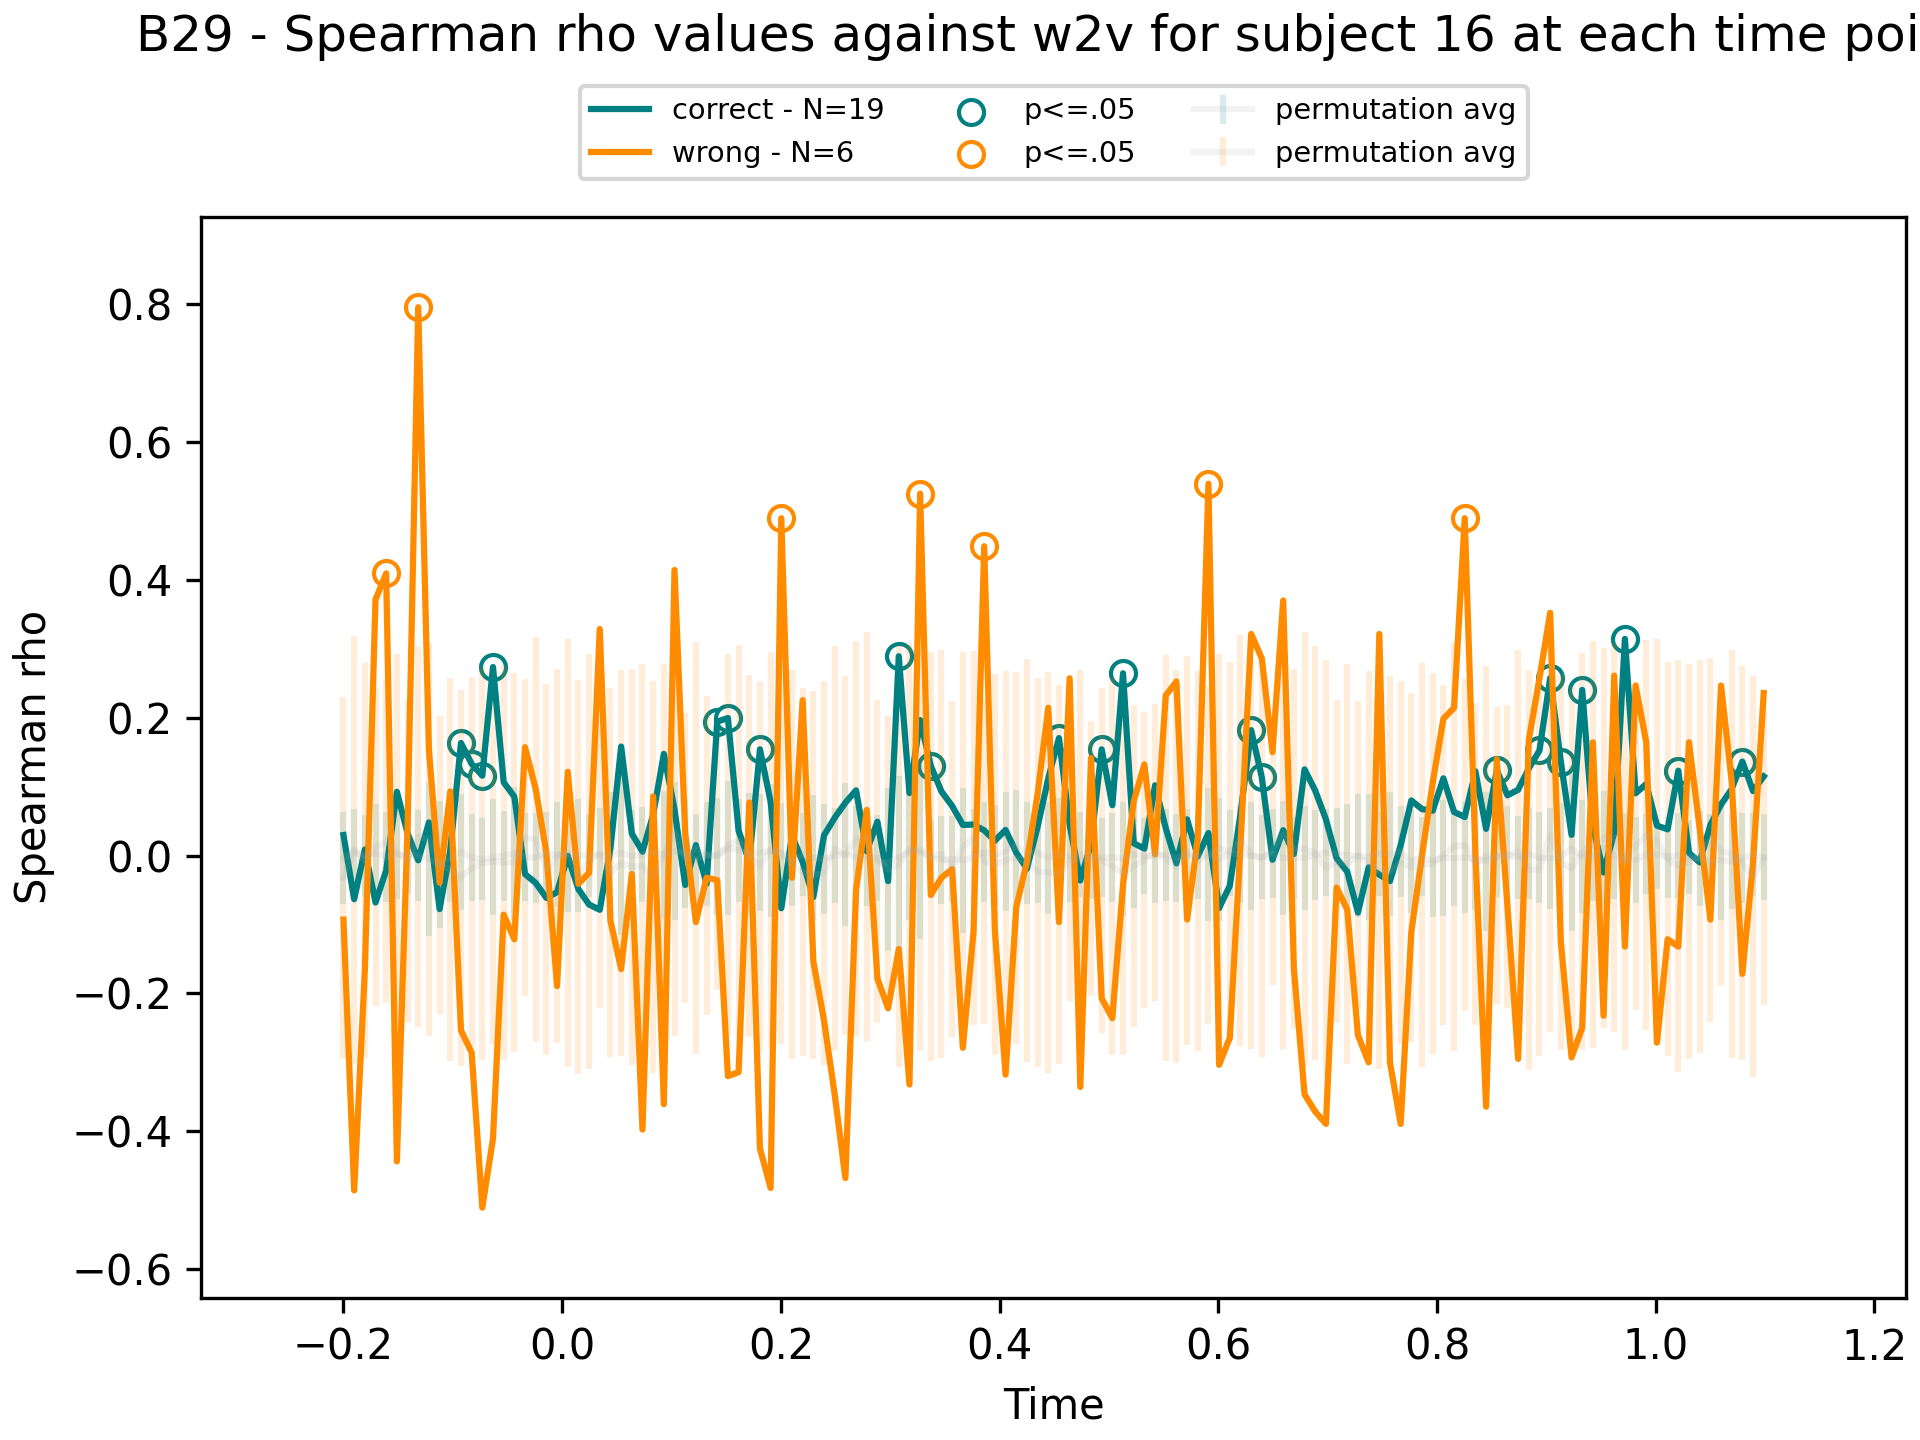 B29 - Spearman rho values against w2v for subject 16 at each time poi
correct - N=19 p<=.05 permutation avg
wrong - N=6 p<=.05 permutation avg
0.8
0.6
0.4
0.2
0.0
−0.2
−0.4
−0.6
Spearman rho
−0.2 0.0 0.2 0.4 0.6 0.8 1.0 1.2
Time